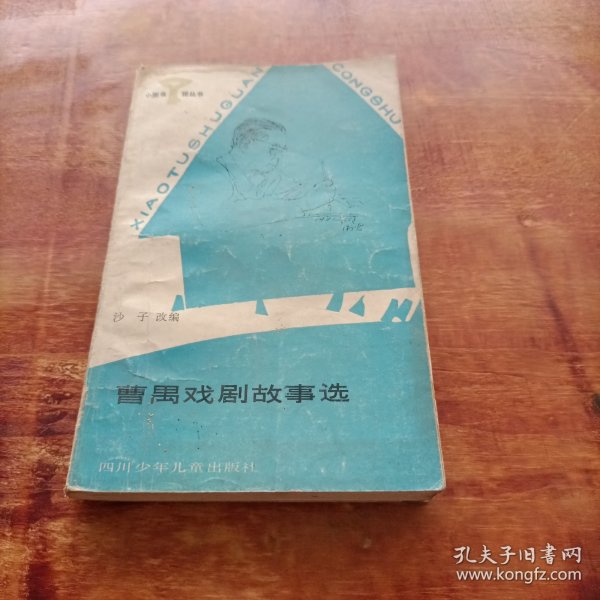 小图书 馆丛书
XIAOTUSHUGUAN
CONGSHU
沙 子 改编
曹禺戏剧故事选
四川少年儿童出版社
孔夫子旧书网
www.kongfz.com